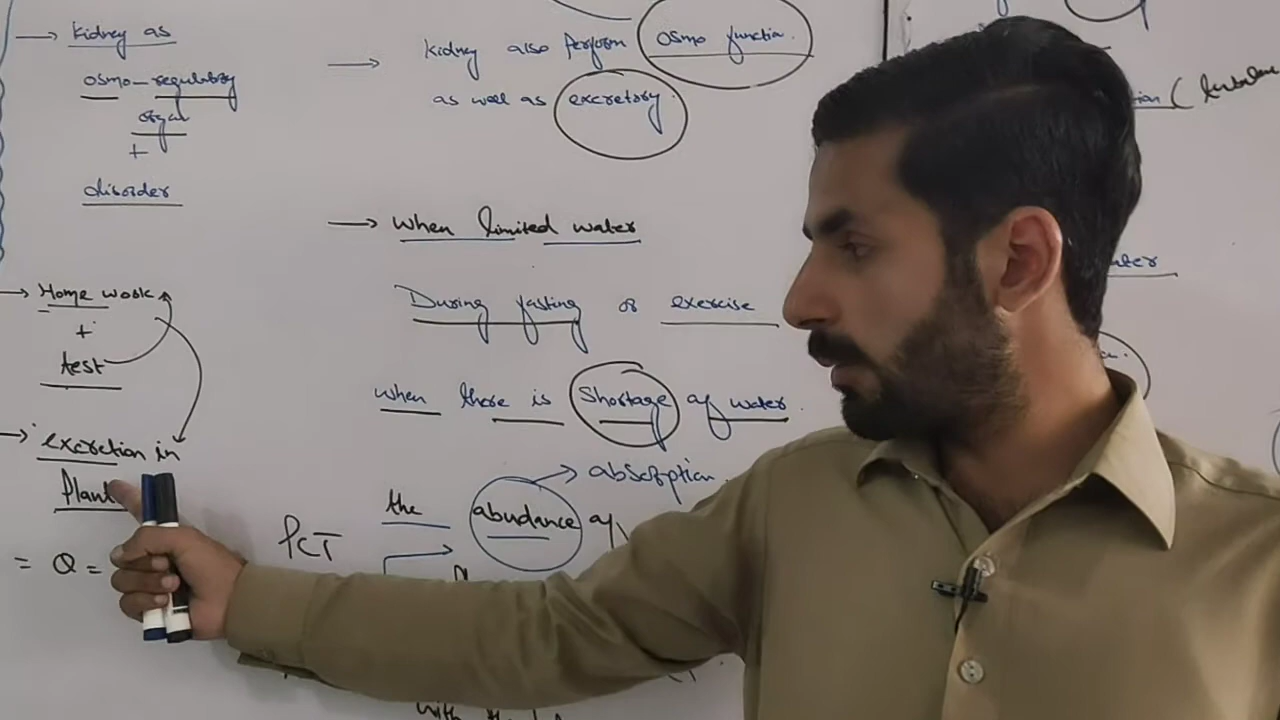 → Kidney as
osmo-regulatory
organ
+
disorder
→ Home work
+
test
→ excretion in
Plant
= Q =
→ Kidney also perform osmo function.
as well as excretory.
→ When limited water
During fasting or exercise
when there is shortage of water.
→ absorption.
the abundance of
PCT
with the